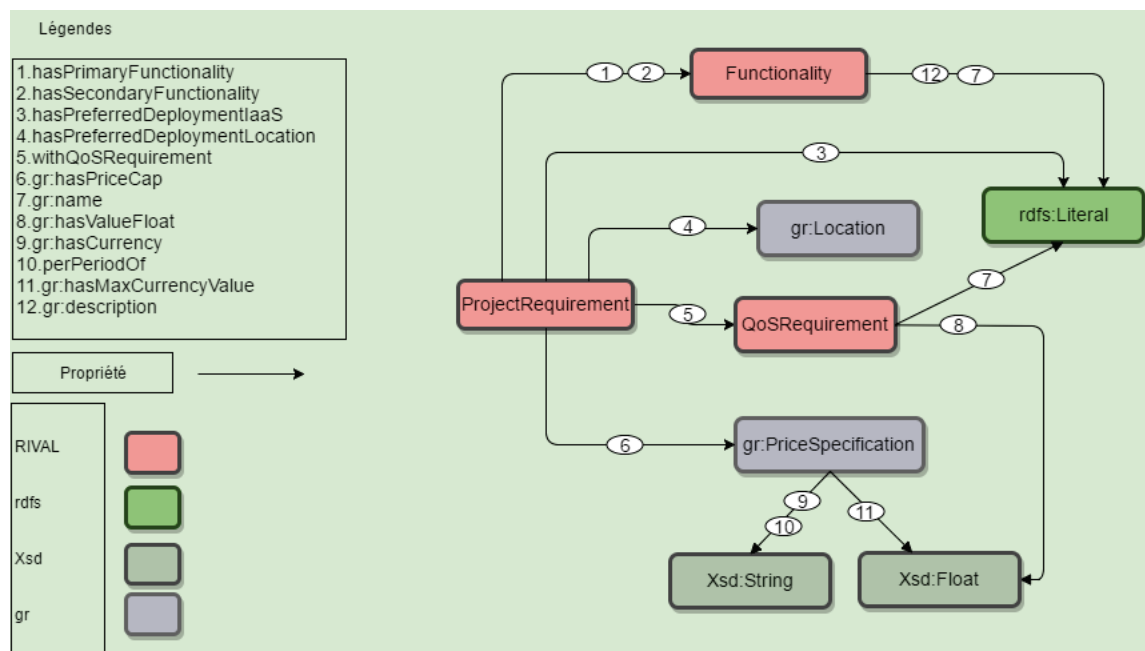 Légendes
1.hasPrimaryFunctionality
2.hasSecondaryFunctionality
3.hasPreferredDeploymentIaaS
4.hasPreferredDeploymentLocation
5.withQoSRequirement
6.gr:hasPriceCap
7.gr:name
8.gr:hasValueFloat
9.gr:hasCurrency
10.perPeriodOf
11.gr:hasMaxCurrencyValue
12.gr:description
Propriété
RIVAL
rdfs
Xsd
gr
1
2
Functionality
12
7
3
rdfs:Literal
4
gr:Location
7
ProjectRequirement
5
QoSRequirement
8
6
gr:PriceSpecification
9
10
11
Xsd:String
Xsd:Float